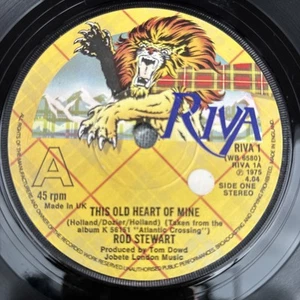 RIVA
RIVA 1
(WB 6580)
RIVA 1A
Ⓟ 1975
4.04
SIDE ONE
STEREO
A
45 rpm
Made in UK
THIS OLD HEART OF MINE
(Holland/Dozier/Holland) (Taken from the
album K 56151 "Atlantic Crossing")
ROD STEWART
Produced by Tom Dowd
Jobete London Music